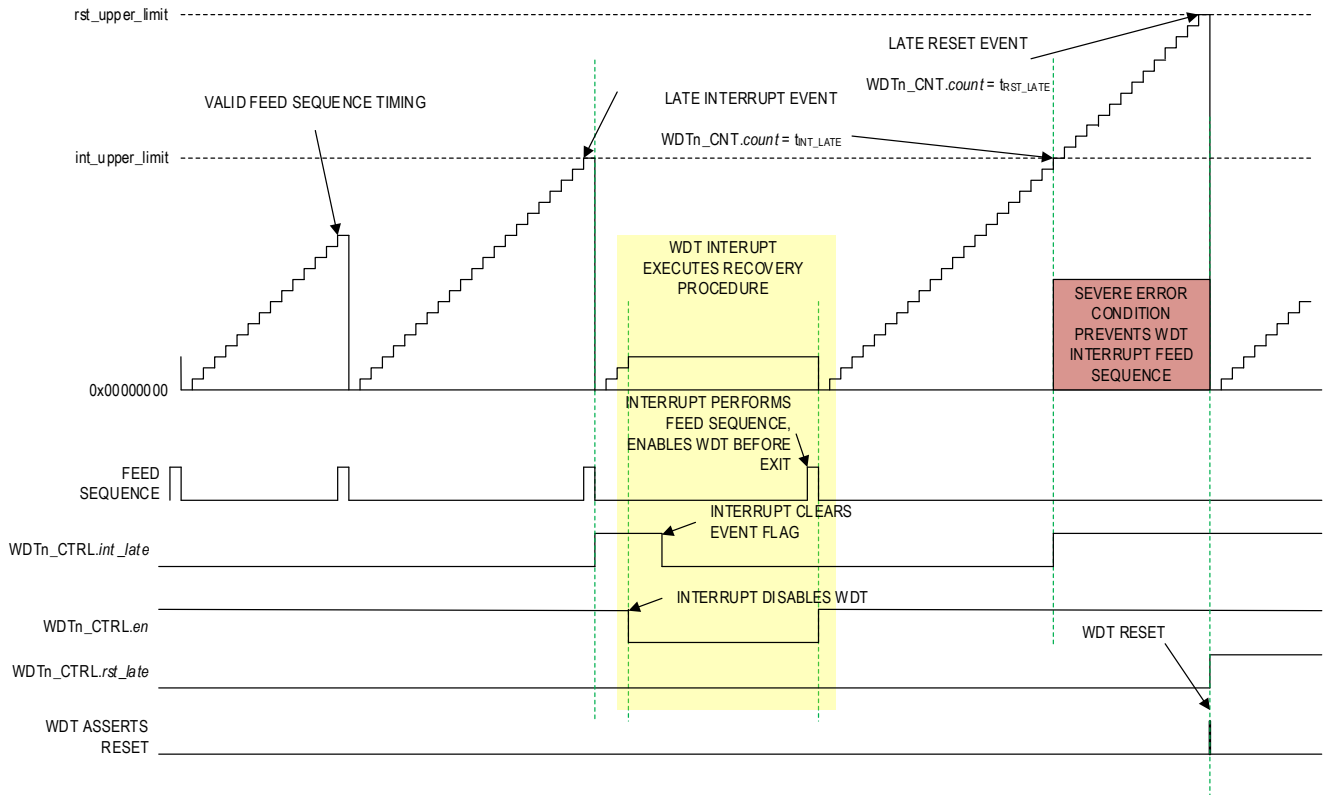 rst_upper_limit
LATE RESET EVENT
WDTn_CNT.count = tRST_LATE
VALID FEED SEQUENCE TIMING
LATE INTERRUPT EVENT
WDTn_CNT.count = tINT_LATE
int_upper_limit
WDT INTERUPT
EXECUTES RECOVERY
PROCEDURE
SEVERE ERROR
CONDITION
PREVENTS WDT
INTERRUPT FEED
SEQUENCE
0x00000000
INTERRUPT PERFORMS
FEED SEQUENCE,
ENABLES WDT BEFORE
EXIT
FEED
SEQUENCE
INTERRUPT CLEARS
EVENT FLAG
WDTn_CTRL.int_late
INTERRUPT DISABLES WDT
WDTn_CTRL.en
WDT RESET
WDTn_CTRL.rst_late
WDT ASSERTS
RESET